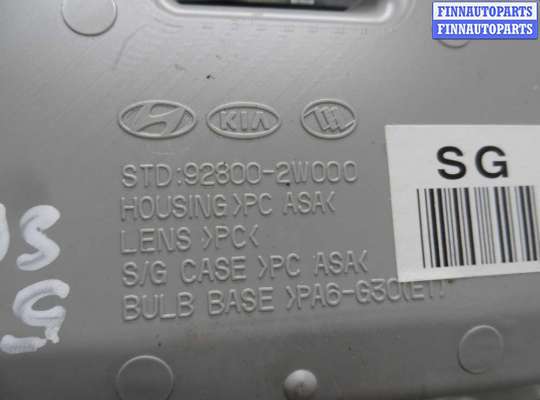 FINNAUTOPARTS
FINNAUTOPARTS
KIA
SG
STD:92800-2W000
HOUSING >PC ASA<
LENS >PC<
S/G CASE >PC ASA<
BULB BASE >PA6-G30(ET)<